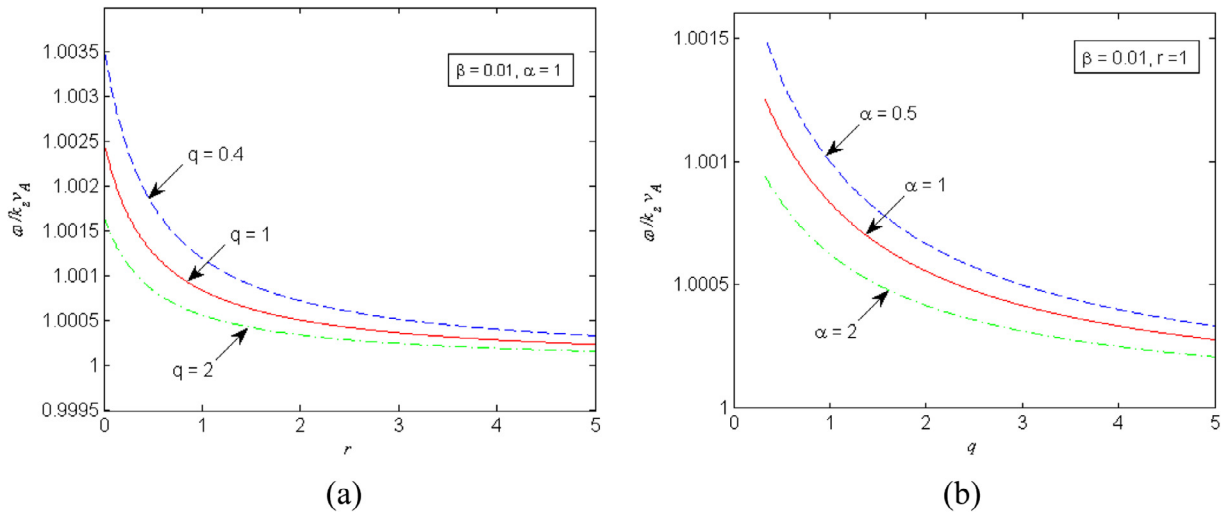 1.0035
1.003
1.0025
1.002
1.0015
1.001
1.0005
1
0.9995
0 1 2 3 4 5
ϖ/k_z v_A
r
β = 0.01, α = 1
q = 0.4
q = 1
q = 2
(a)
1.0015
1.001
1.0005
1
0 1 2 3 4 5
ϖ/k_z v_A
q
β = 0.01, r = 1
α = 0.5
α = 1
α = 2
(b)